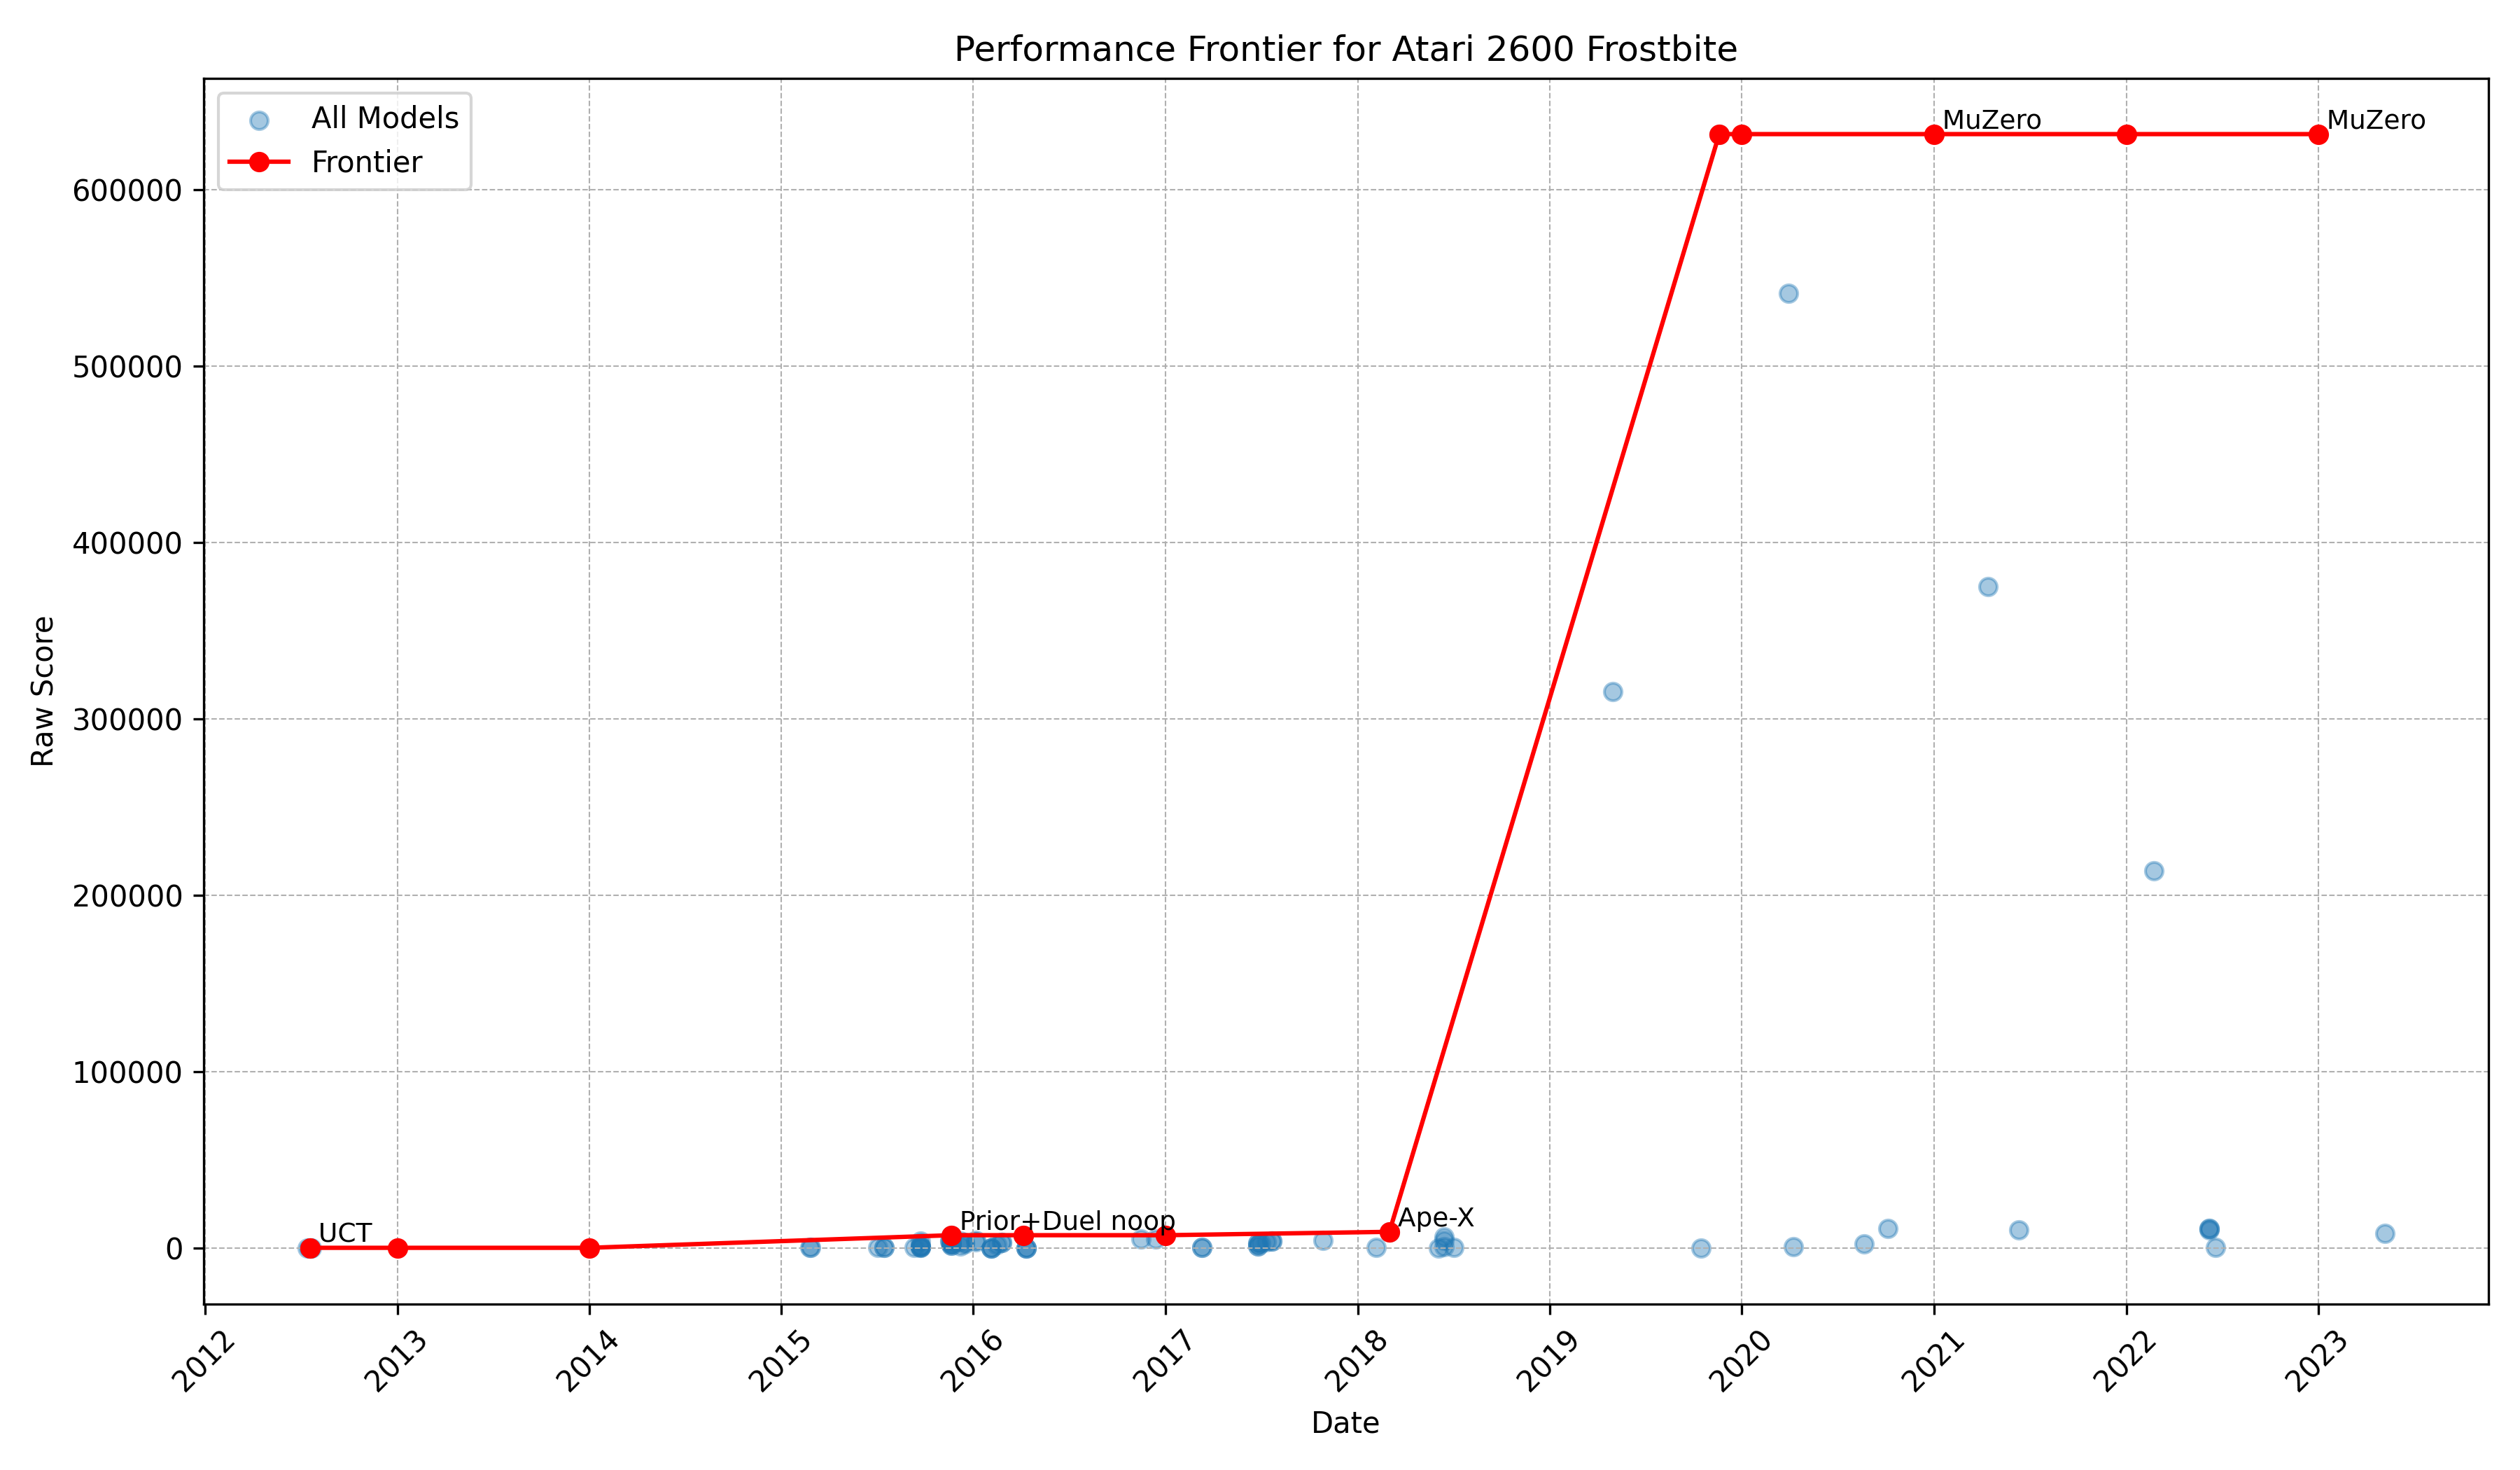 Performance Frontier for Atari 2600 Frostbite
All Models
Frontier
MuZero
MuZero
600000
500000
400000
300000
200000
100000
0
Raw Score
UCT
Prior+Duel noop
Ape-X
2012
2013
2014
2015
2016
2017
2018
2019
2020
2021
2022
2023
Date